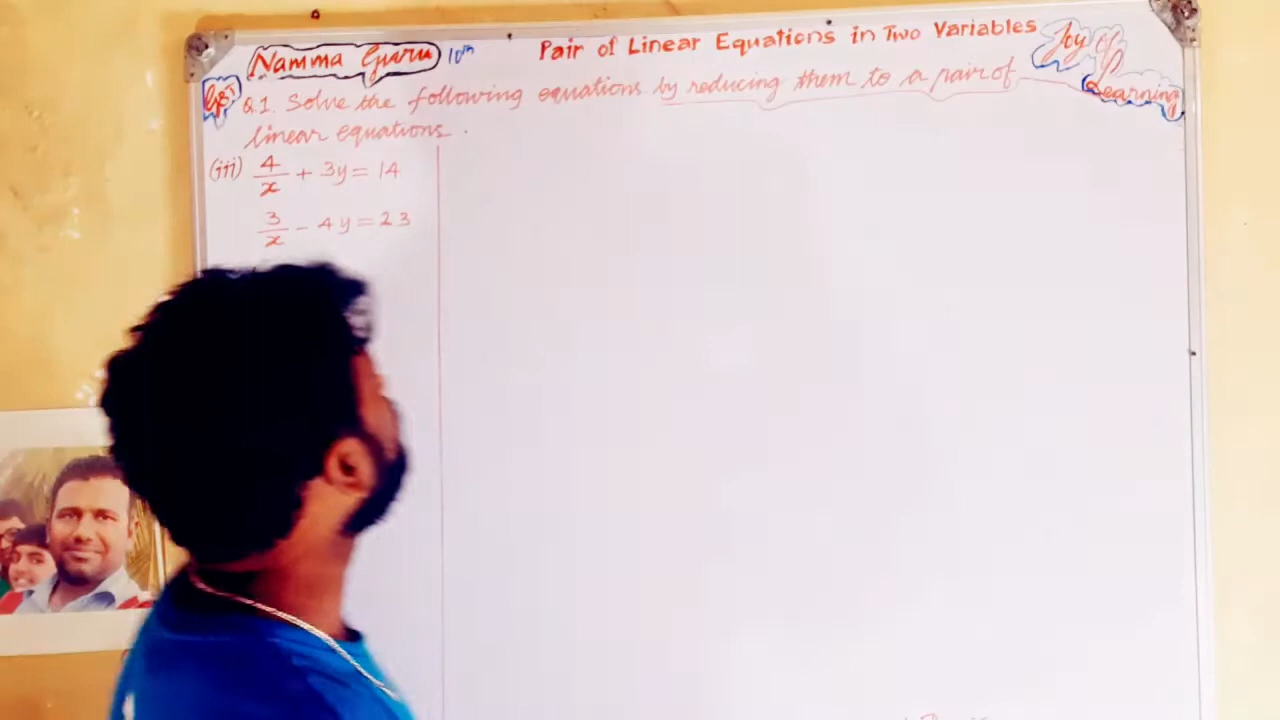 Namma Guru 10th Pair of Linear Equations in Two Variables Joy of Learning
GBT Q.1. Solve the following equations by reducing them to a pair of
linear equations.
(iii) 4/x + 3y = 14
3/x - 4y = 23